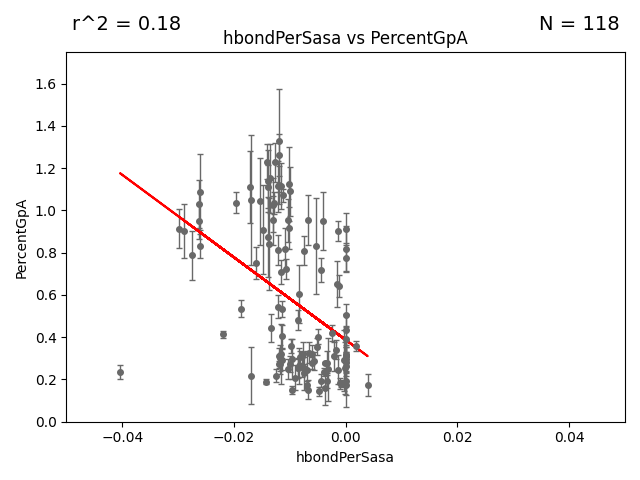 r^2 = 0.18
N = 118
hbondPerSasa vs PercentGpA
PercentGpA
1.6
1.4
1.2
1.0
0.8
0.6
0.4
0.2
0.0
−0.04
−0.02
0.00
0.02
0.04
hbondPerSasa